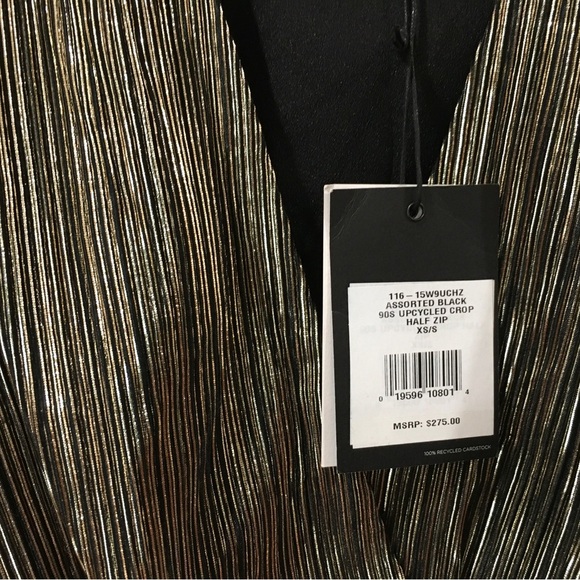 116 – 15W9UCHZ
ASSORTED BLACK
90S UPCYCLED CROP
HALF ZIP
XS/S
0 19596 10801 4
MSRP: $275.00
100% RECYCLED CARDSTOCK